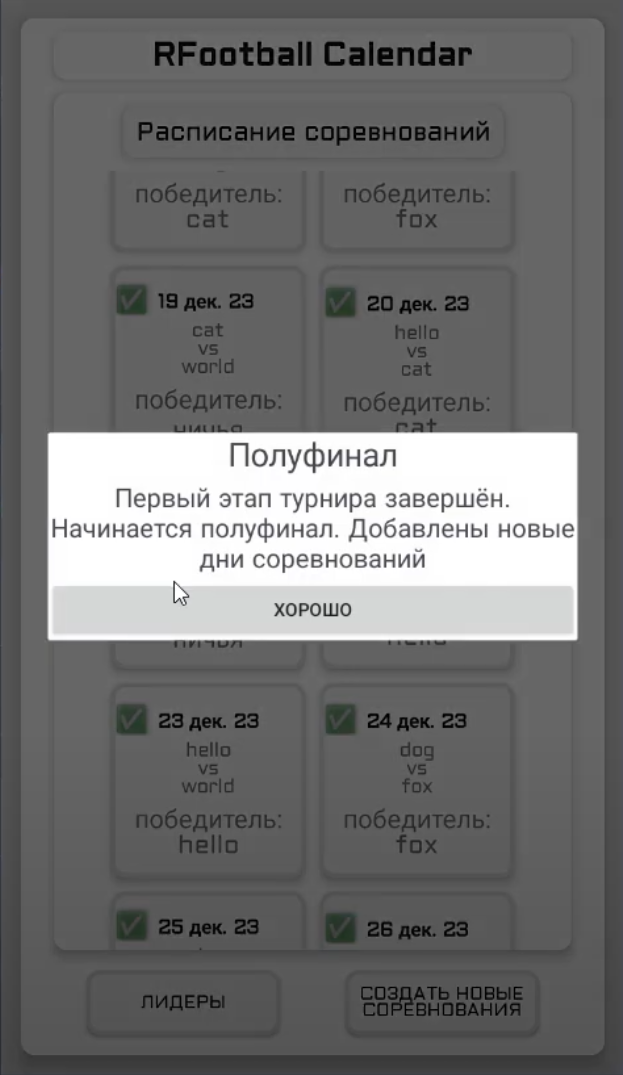 RFootball Calendar
Расписание соревнований
победитель:
cat
победитель:
fox
19 дек. 23
cat
vs
world
победитель:
ничья
20 дек. 23
hello
vs
cat
победитель:
cat
Полуфинал
Первый этап турнира завершён.
Начинается полуфинал. Добавлены новые
дни соревнований
ХОРОШО
ничья
hello
23 дек. 23
hello
vs
world
победитель:
hello
24 дек. 23
dog
vs
fox
победитель:
fox
25 дек. 23
26 дек. 23
ЛИДЕРЫ
СОЗДАТЬ НОВЫЕ
СОРЕВНОВАНИЯ